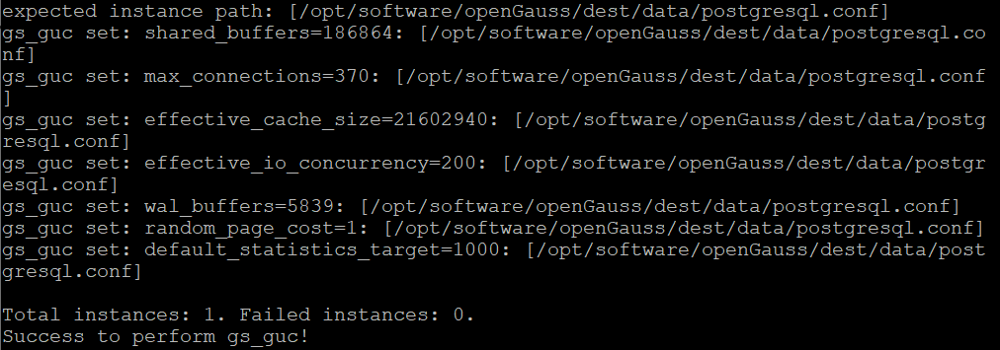 expected instance path: [/opt/software/openGauss/dest/data/postgresql.conf]
gs_guc set: shared_buffers=186864: [/opt/software/openGauss/dest/data/postgresql.co
nf]
gs_guc set: max_connections=370: [/opt/software/openGauss/dest/data/postgresql.conf
]
gs_guc set: effective_cache_size=21602940: [/opt/software/openGauss/dest/data/postg
resql.conf]
gs_guc set: effective_io_concurrency=200: [/opt/software/openGauss/dest/data/postgr
esql.conf]
gs_guc set: wal_buffers=5839: [/opt/software/openGauss/dest/data/postgresql.conf]
gs_guc set: random_page_cost=1: [/opt/software/openGauss/dest/data/postgresql.conf]
gs_guc set: default_statistics_target=1000: [/opt/software/openGauss/dest/data/post
gresql.conf]
Total instances: 1. Failed instances: 0.
Success to perform gs_guc!